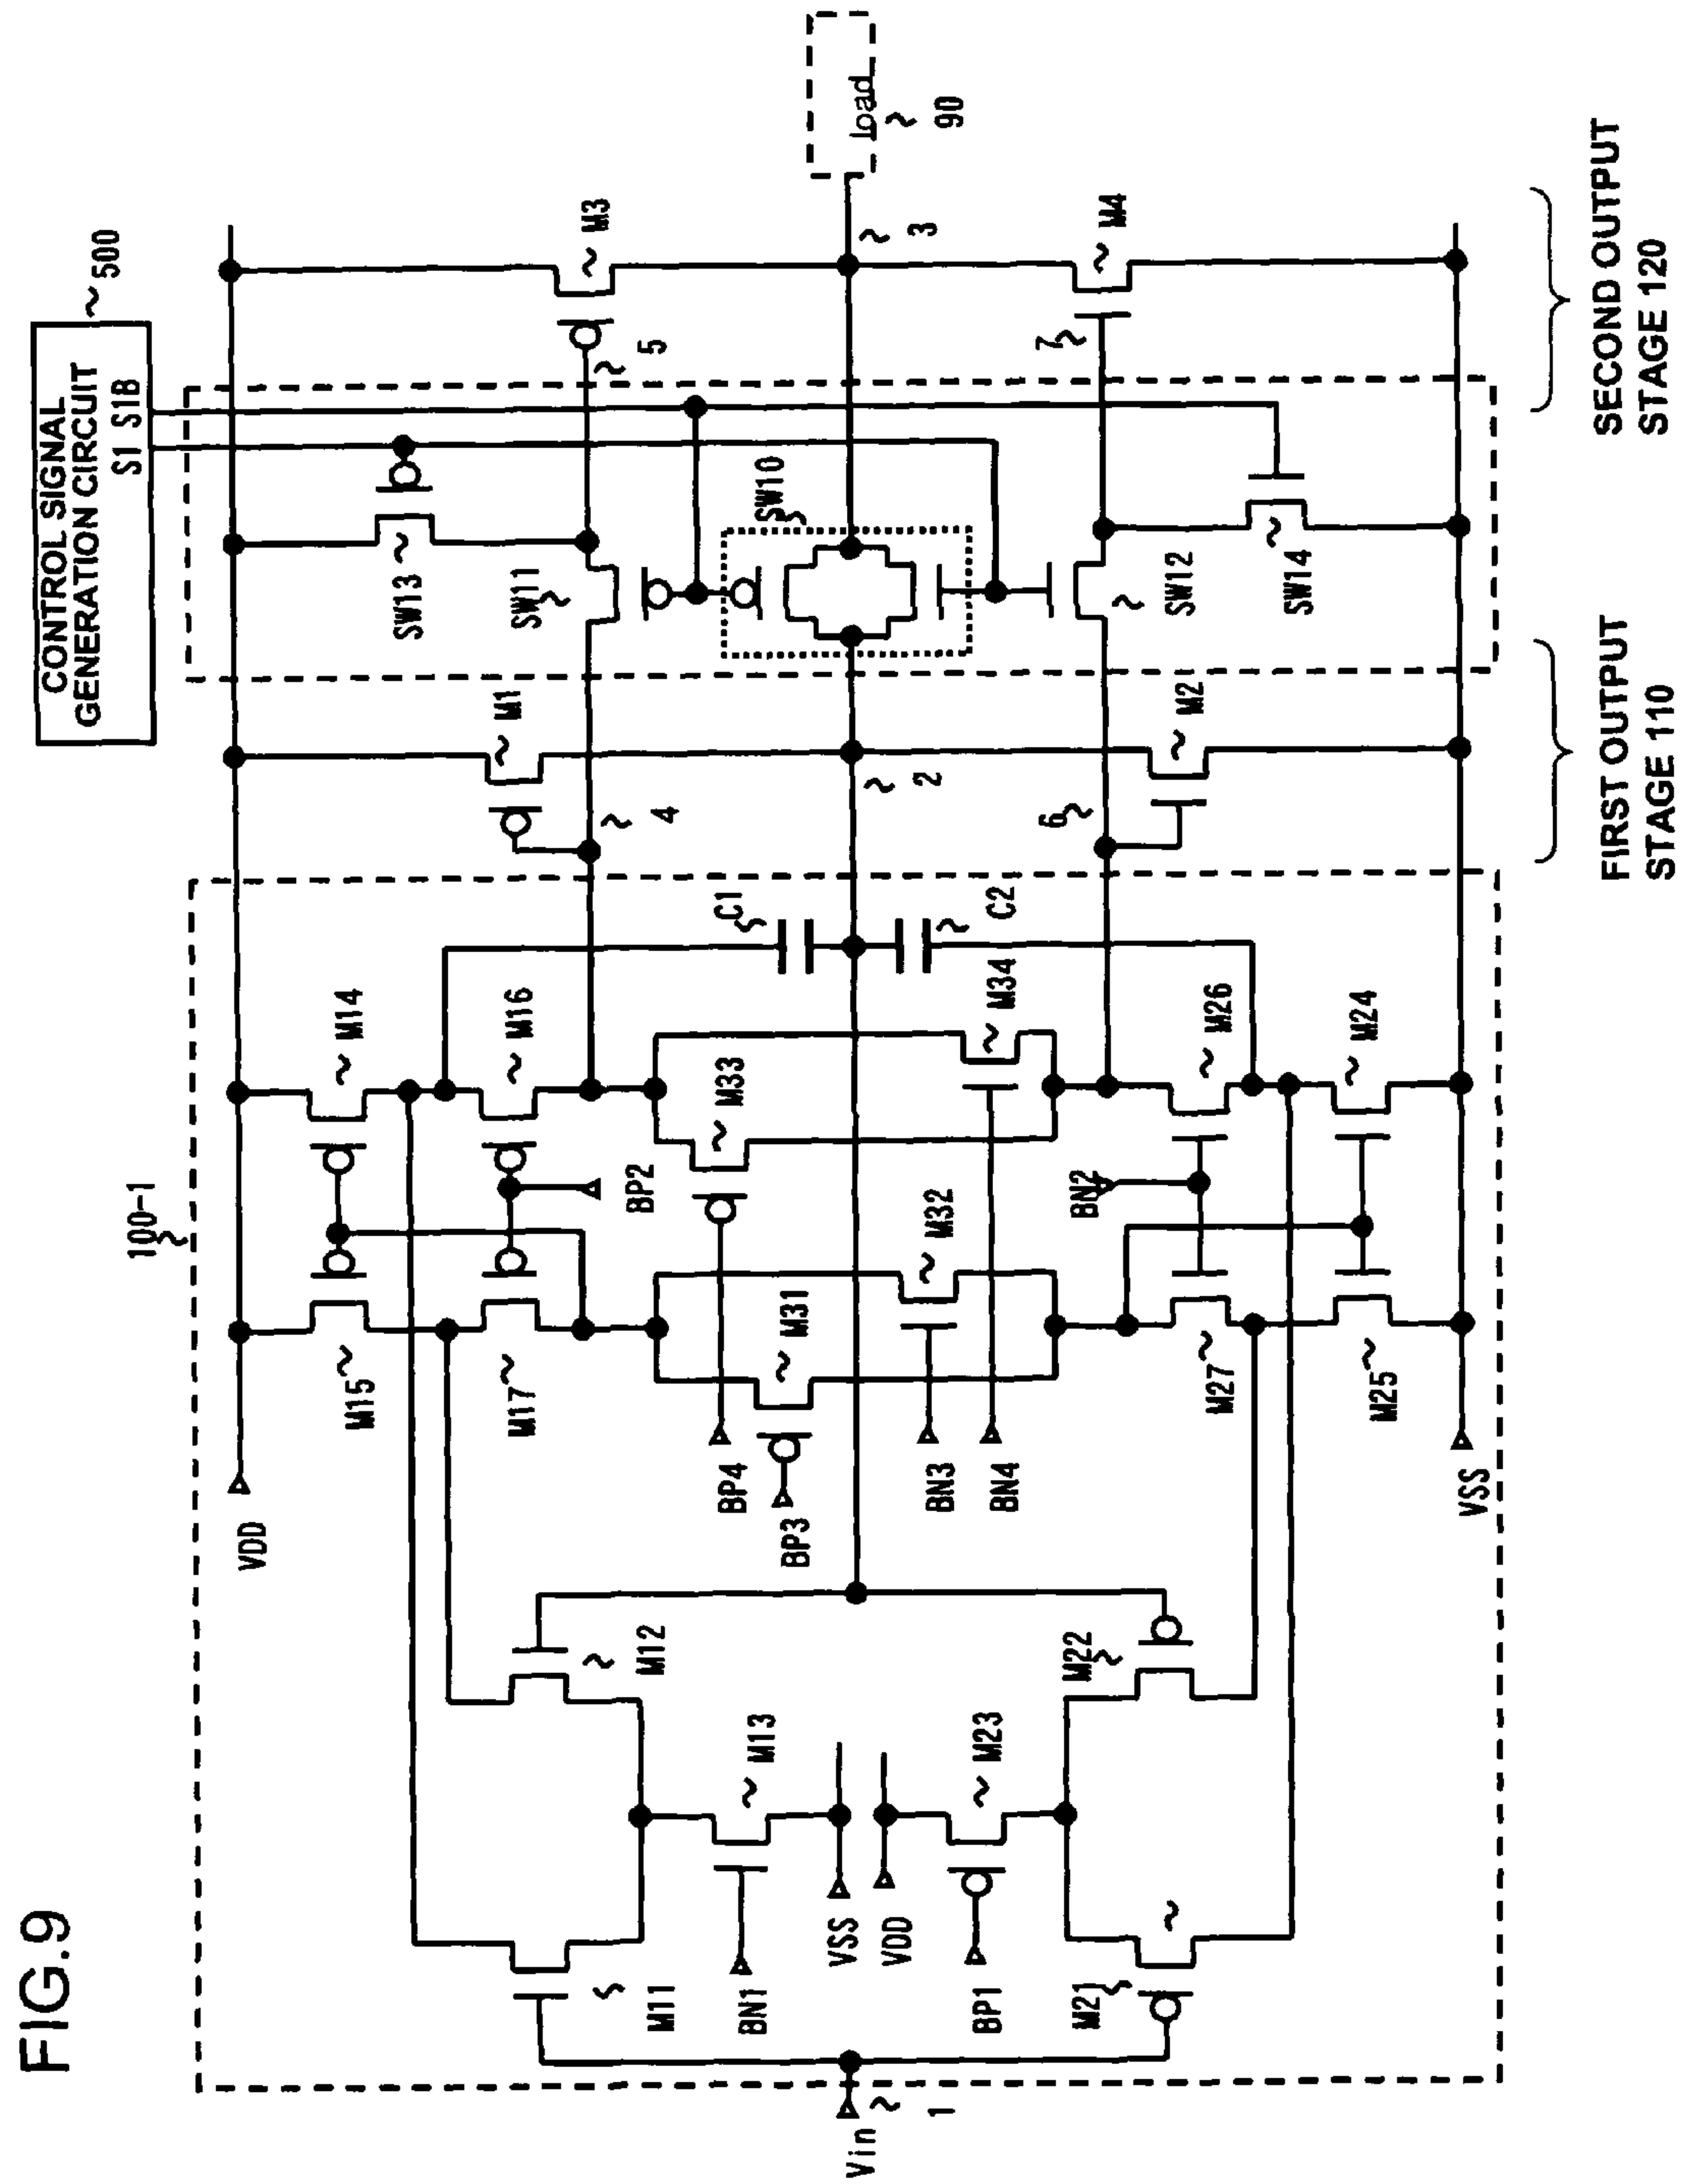 FIG.9
CONTROL SIGNAL
GENERATION CIRCUIT
500
S1
S1B
100-1
VDD
M15
M14
M17
M16
BP2
M33
M31
BP4
BP3
M32
M34
BN3
BN4
BN2
M27
M26
M25
M24
VSS
C1
C2
M11
M12
BN1
M13
VSS
VDD
BP1
M23
M21
M22
Vin
1
M1
4
2
6
M2
SW13
SW11
SW10
SW12
SW14
5
M3
7
M4
3
load
90
FIRST OUTPUT
STAGE 110
SECOND OUTPUT
STAGE 120